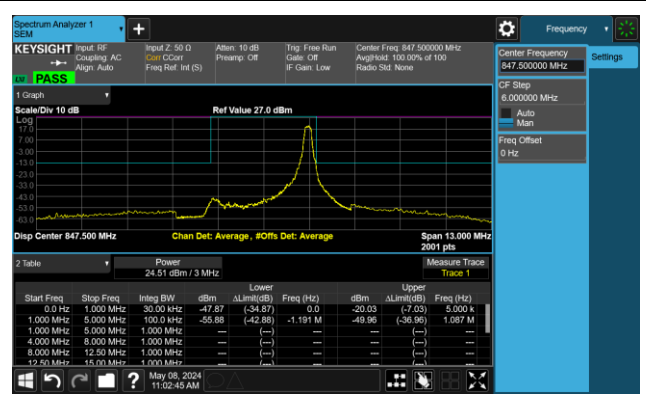 Spectrum Analyzer 1
SEM
Frequency
KEYSIGHT
Input: RF
Coupling: AC
Align: Auto
Input Z: 50 Ω
Corr CCorr
Freq Ref: Int (S)
Atten: 10 dB
Preamp: Off
Trig: Free Run
Gate: Off
IF Gain: Low
Center Freq: 847.500000 MHz
Avg|Hold: 100.00% of 100
Radio Std: None
LW PASS
Center Frequency
847.500000 MHz
Settings
CF Step
6.000000 MHz
Auto
Man
Freq Offset
0 Hz
1 Graph
Scale/Div 10 dB
Ref Value 27.0 dBm
Log
17.0
7.00
-3.00
-13.0
-23.0
-33.0
-43.0
-53.0
-63.0
Disp Center 847.500 MHz
Chan Det: Average, #Offs Det: Average
Span 13.000 MHz
2001 pts
2 Table
Power
24.51 dBm / 3 MHz
Measure Trace
Trace 1
Lower Upper
Start Freq Stop Freq Integ BW dBm ΔLimit(dB) Freq (Hz) dBm ΔLimit(dB) Freq (Hz)
0.0 Hz 1.000 MHz 30.00 kHz -47.87 (-34.87) 0.0 -20.03 (-7.03) 5.000 k
1.000 MHz 5.000 MHz 100.0 kHz -55.88 (-42.88) -1.191 M -49.96 (-36.96) 1.087 M
1.000 MHz 5.000 MHz 1.000 MHz --- (---) --- --- (---) ---
4.000 MHz 8.000 MHz 1.000 MHz --- (---) --- --- (---) ---
8.000 MHz 12.50 MHz 1.000 MHz --- (---) --- --- (---) ---
12.50 MHz 15.00 MHz 1.000 MHz --- (---) --- --- (---) ---
?
May 08, 2024
11:02:45 AM